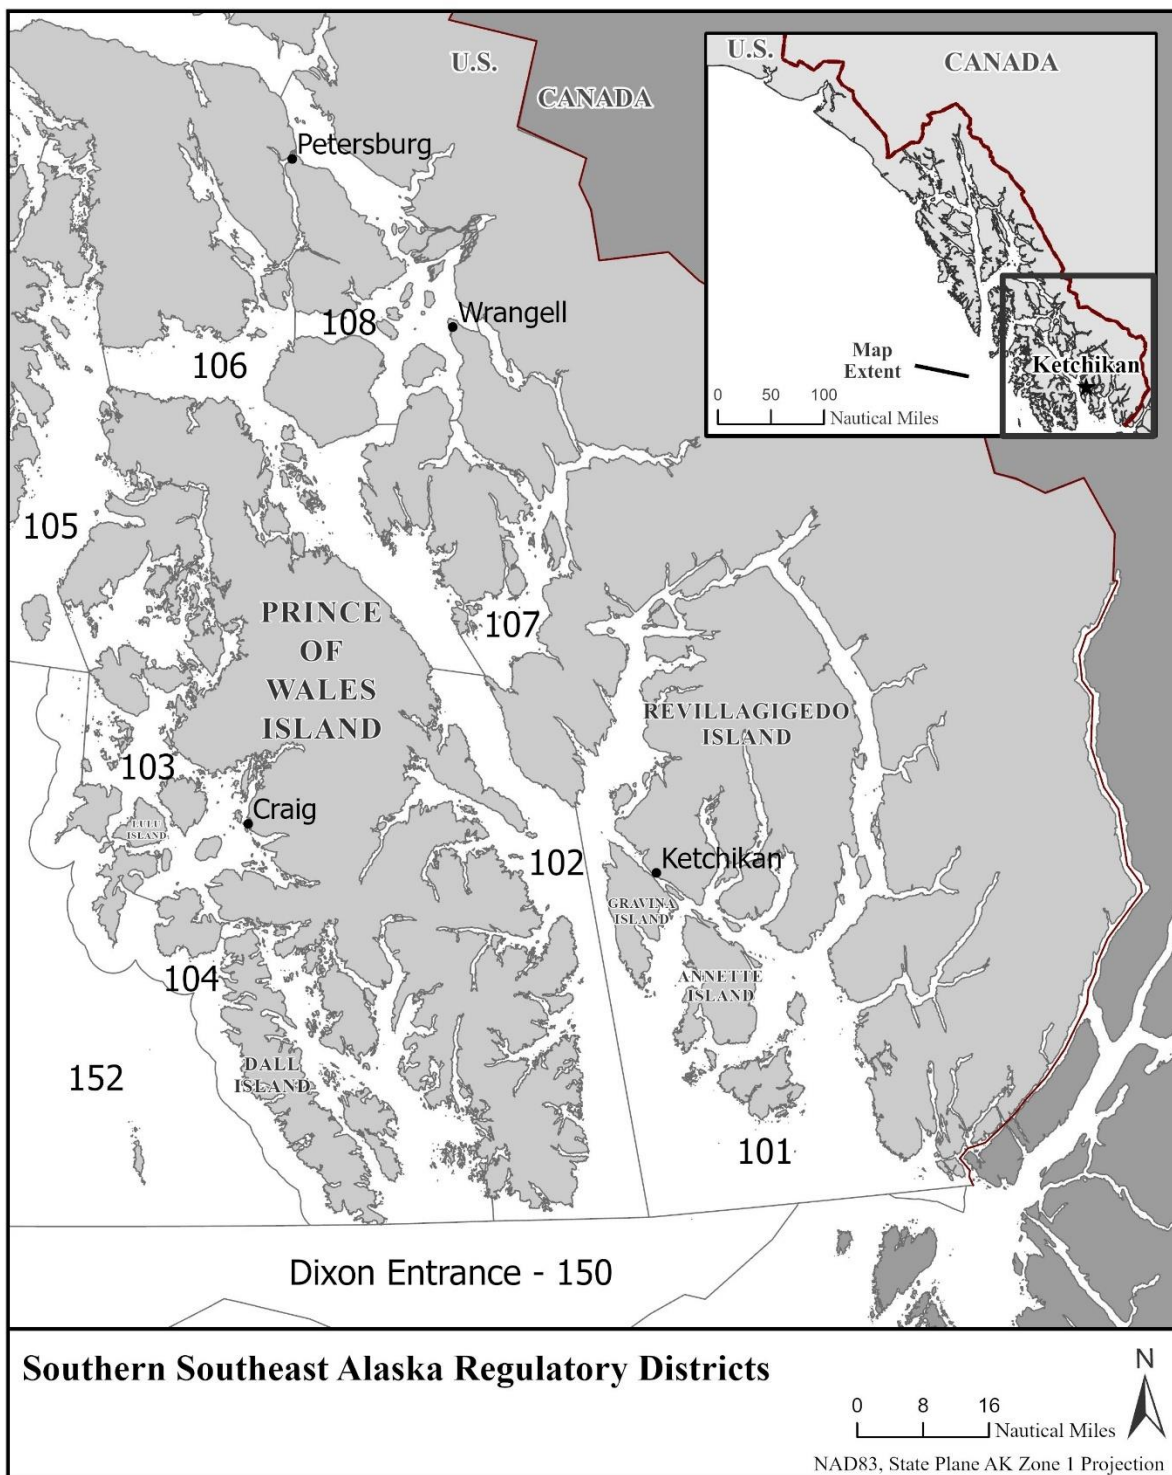 U.S.
CANADA
U.S.
CANADA
Map
Extent
Ketchikan
0 50 100
Nautical Miles
Petersburg
Wrangell
108
106
105
107
PRINCE
OF
WALES
ISLAND
REVILLAGIGEDO
ISLAND
103
LULU
ISLAND
Craig
102
Ketchikan
GRAVINA
ISLAND
ANNETTE
ISLAND
104
152
DALL
ISLAND
101
Dixon Entrance - 150
Southern Southeast Alaska Regulatory Districts
N
0 8 16
Nautical Miles
NAD83, State Plane AK Zone 1 Projection